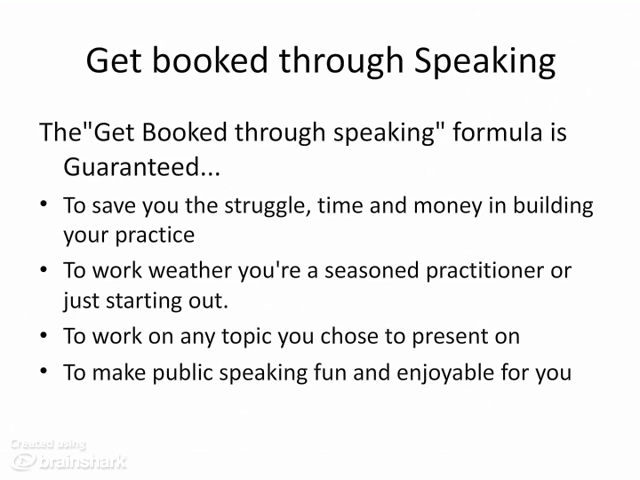 Get booked through Speaking
The"Get Booked through speaking" formula is
Guaranteed...
• To save you the struggle, time and money in building
your practice
• To work weather you're a seasoned practitioner or
just starting out.
• To work on any topic you chose to present on
• To make public speaking fun and enjoyable for you
Created using
brainshark